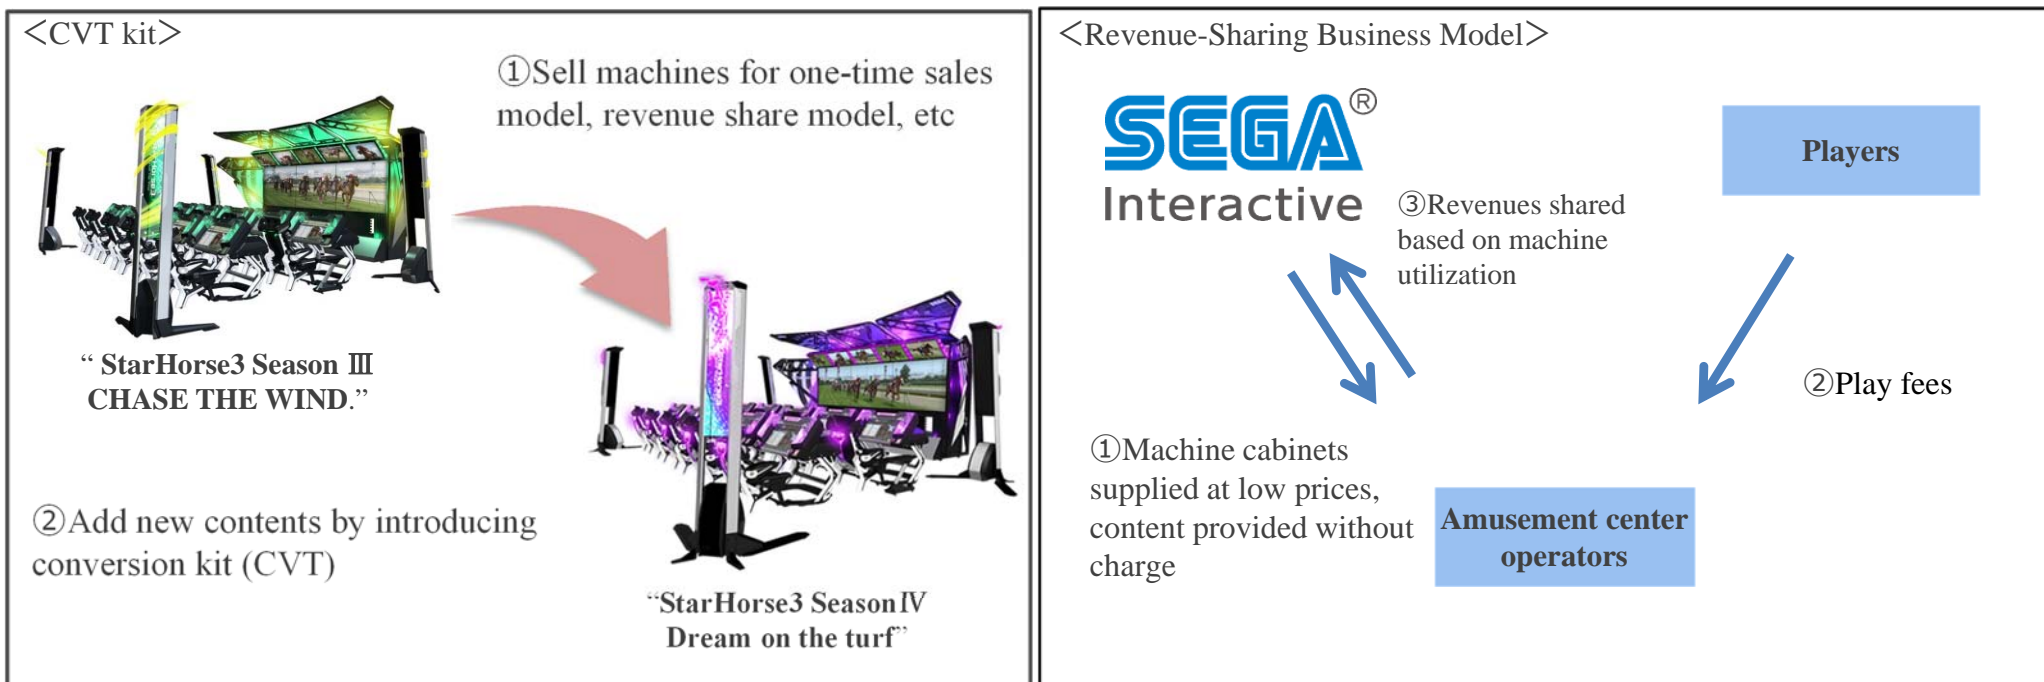 ＜CVT kit＞
①Sell machines for one-time sales
model, revenue share model, etc
“ StarHorse3 Season Ⅲ
CHASE THE WIND.”
②Add new contents by introducing
conversion kit (CVT)
“StarHorse3 SeasonⅣ
Dream on the turf”
＜Revenue-Sharing Business Model＞
SEGA®
Interactive
Players
③Revenues shared
based on machine
utilization
②Play fees
①Machine cabinets
supplied at low prices,
content provided without
charge
Amusement center
operators